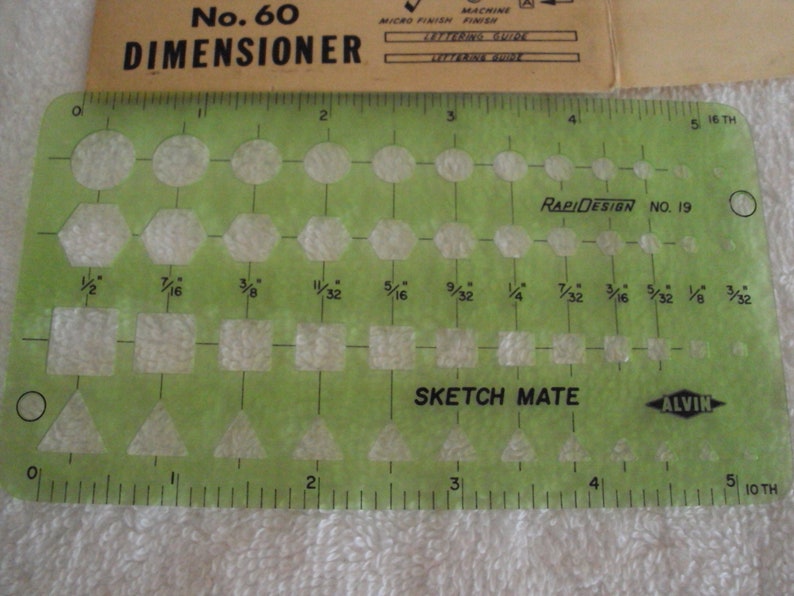 No. 60
DIMENSIONER
MICRO FINISH
MACHINE
FINISH
A
LETTERING GUIDE
LETTERING GUIDE
0 1 2 3 4 5 16 TH
RAPIDESIGN NO. 19
1/2" 7/16" 3/8" 11/32" 5/16" 9/32" 1/4" 7/32" 3/16" 5/32" 1/8" 3/32"
SKETCH MATE
ALVIN
0 1 2 3 4 5 10 TH